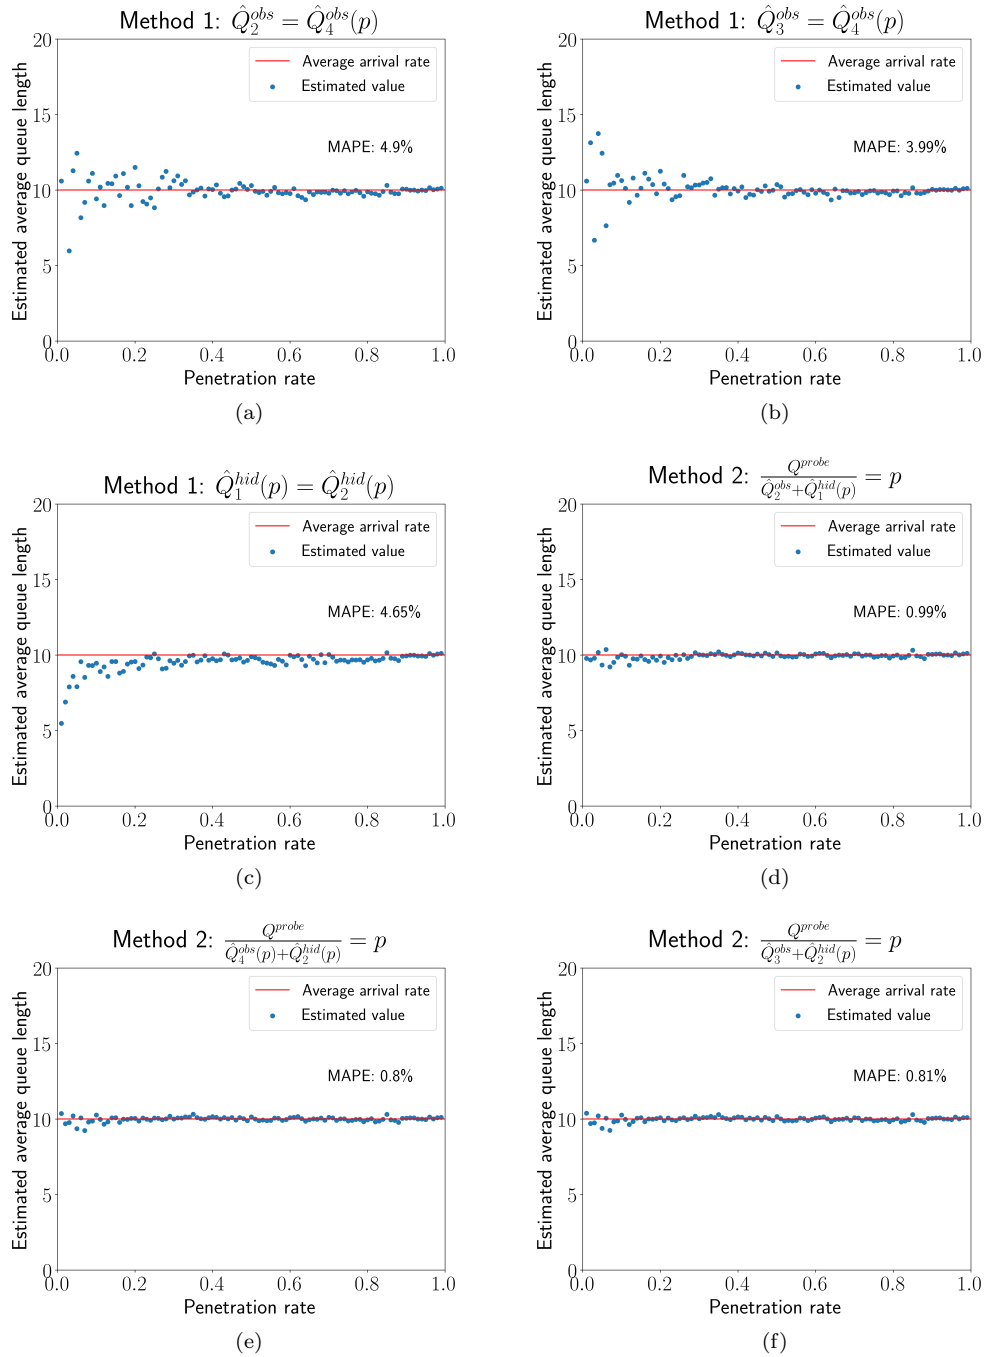 Method 1: $\hat{Q}_2^{obs} = \hat{Q}_4^{obs}(p)$
20
15
10
5
0
Estimated average queue length
Average arrival rate
Estimated value
MAPE: 4.9%
0.0 0.2 0.4 0.6 0.8 1.0
Penetration rate
(a)
Method 1: $\hat{Q}_3^{obs} = \hat{Q}_4^{obs}(p)$
20
15
10
5
0
Estimated average queue length
Average arrival rate
Estimated value
MAPE: 3.99%
0.0 0.2 0.4 0.6 0.8 1.0
Penetration rate
(b)
Method 1: $\hat{Q}_1^{hid}(p) = \hat{Q}_2^{hid}(p)$
20
15
10
5
0
Estimated average queue length
Average arrival rate
Estimated value
MAPE: 4.65%
0.0 0.2 0.4 0.6 0.8 1.0
Penetration rate
(c)
Method 2: $\frac{Q^{probe}}{\hat{Q}_2^{obs}+\hat{Q}_1^{hid}(p)} = p$
20
15
10
5
0
Estimated average queue length
Average arrival rate
Estimated value
MAPE: 0.99%
0.0 0.2 0.4 0.6 0.8 1.0
Penetration rate
(d)
Method 2: $\frac{Q^{probe}}{\hat{Q}_4^{obs}(p)+\hat{Q}_2^{hid}(p)} = p$
20
15
10
5
0
Estimated average queue length
Average arrival rate
Estimated value
MAPE: 0.8%
0.0 0.2 0.4 0.6 0.8 1.0
Penetration rate
(e)
Method 2: $\frac{Q^{probe}}{\hat{Q}_3^{obs}+\hat{Q}_2^{hid}(p)} = p$
20
15
10
5
0
Estimated average queue length
Average arrival rate
Estimated value
MAPE: 0.81%
0.0 0.2 0.4 0.6 0.8 1.0
Penetration rate
(f)